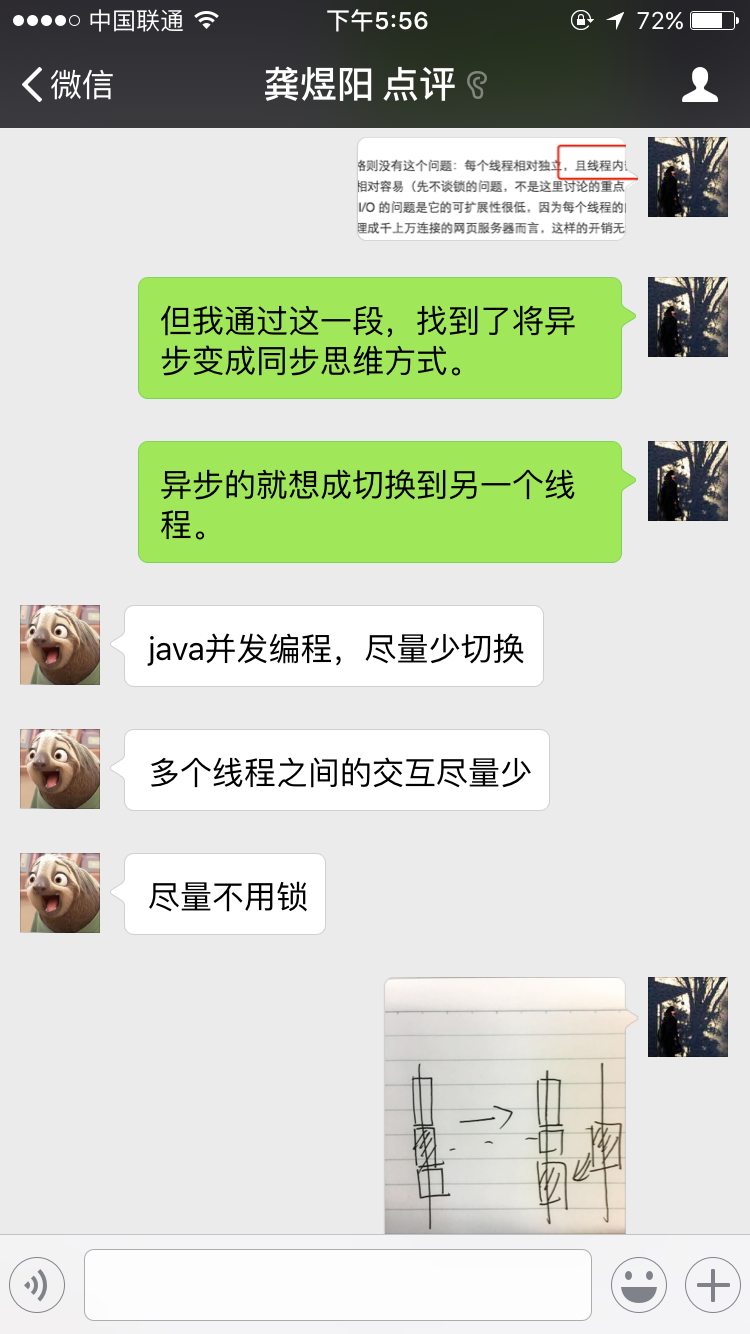 中国联通 下午5:56 72%
微信 龚煜阳 点评
格则没有这个问题：每个线程相对独立，且线程内
相对容易（先不谈锁的问题，不是这里讨论的重点
I/O 的问题是它的可扩展性很低，因为每个线程的
理成千上万连接的网页服务器而言，这样的开销无
但我通过这一段，找到了将异
步变成同步思维方式。
异步的就想成切换到另一个线
程。
java并发编程，尽量少切换
多个线程之间的交互尽量少
尽量不用锁